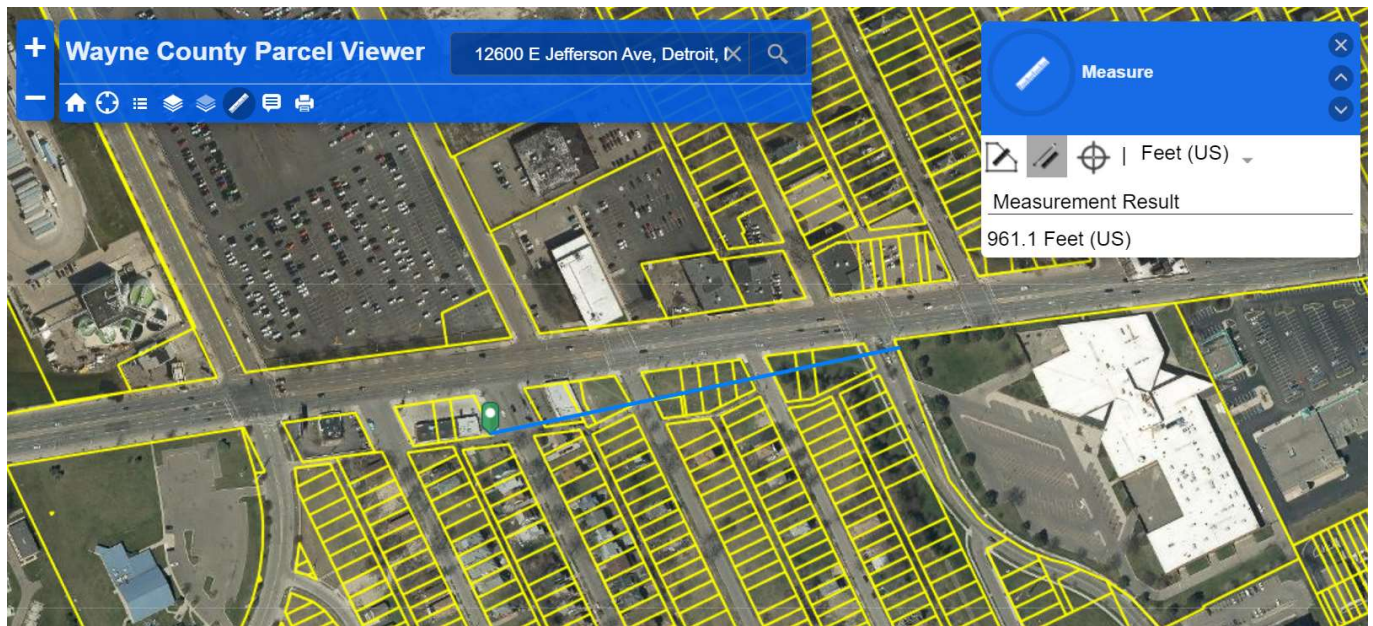 +
Wayne County Parcel Viewer
12600 E Jefferson Ave, Detroit,
−
Measure
| Feet (US)
Measurement Result
961.1 Feet (US)